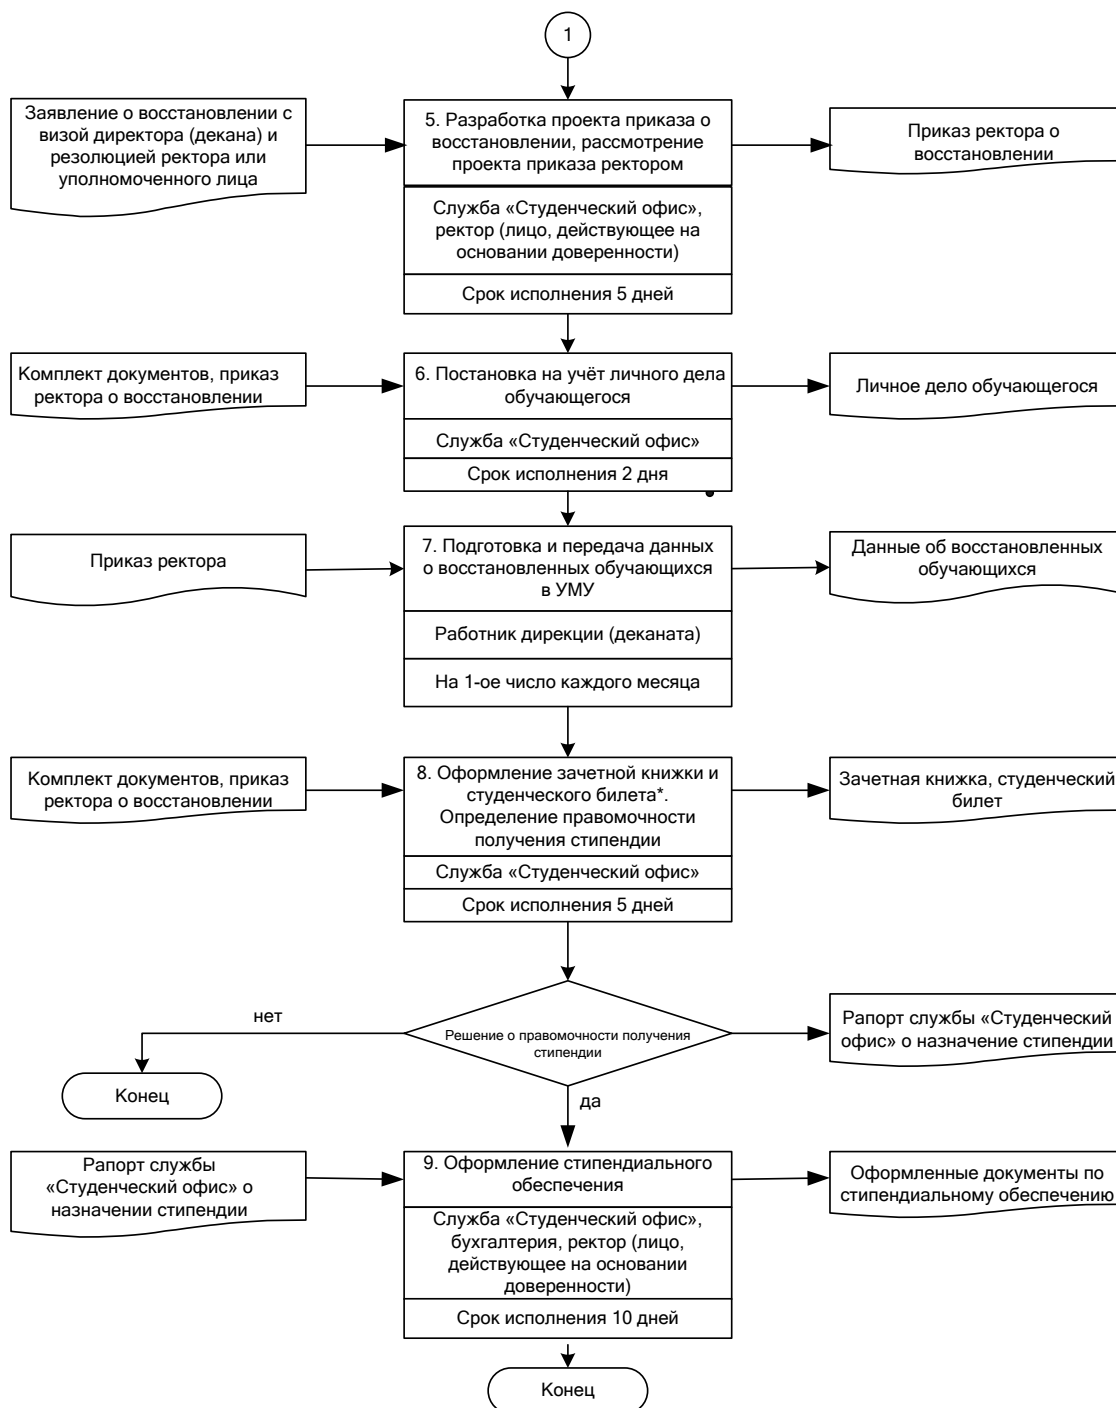 1
Заявление о восстановлении с
визой директора (декана) и
резолюцией ректора или
уполномоченного лица
5. Разработка проекта приказа о
восстановлении, рассмотрение
проекта приказа ректором
Приказ ректора о
восстановлении
Служба «Студенческий офис»,
ректор (лицо, действующее на
основании доверенности)
Срок исполнения 5 дней
Комплект документов, приказ
ректора о восстановлении
6. Постановка на учёт личного дела
обучающегося
Личное дело обучающегося
Служба «Студенческий офис»
Срок исполнения 2 дня
Приказ ректора
7. Подготовка и передача данных
о восстановленных обучающихся
в УМУ
Данные об восстановленных
обучающихся
Работник дирекции (деканата)
На 1-ое число каждого месяца
Комплект документов, приказ
ректора о восстановлении
8. Оформление зачетной книжки и
студенческого билета*.
Определение правомочности
получения стипендии
Зачетная книжка, студенческий
билет
Служба «Студенческий офис»
Срок исполнения 5 дней
нет
Решение о правомочности получения
стипендии
Рапорт службы «Студенческий
офис» о назначение стипендии
Конец
да
Рапорт службы
«Студенческий офис» о
назначении стипендии
9. Оформление стипендиального
обеспечения
Оформленные документы по
стипендиальному обеспечению
Служба «Студенческий офис»,
бухгалтерия, ректор (лицо,
действующее на основании
доверенности)
Срок исполнения 10 дней
Конец